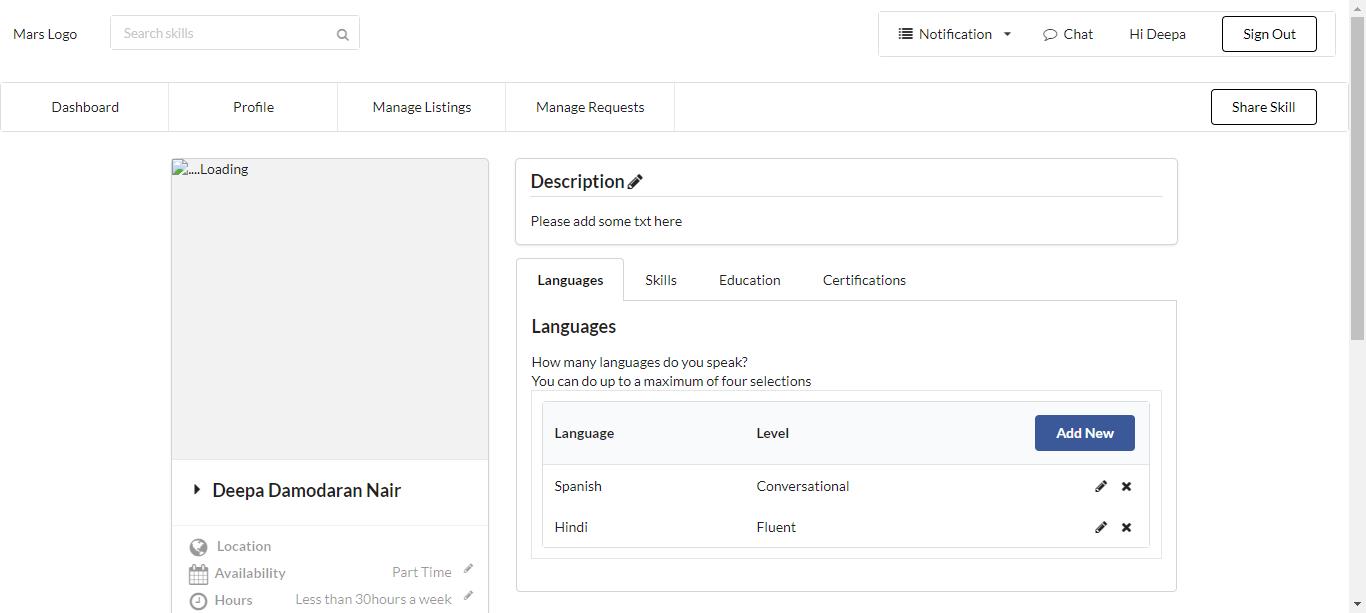 Mars Logo
Search skills
Notification
Chat
Hi Deepa
Sign Out
Dashboard
Profile
Manage Listings
Manage Requests
Share Skill
....Loading
Deepa Damodaran Nair
Location
Availability
Part Time
Hours
Less than 30hours a week
Description
Please add some txt here
Languages
Skills
Education
Certifications
Languages
How many languages do you speak?
You can do up to a maximum of four selections
Language Level Add New
Spanish Conversational
Hindi Fluent